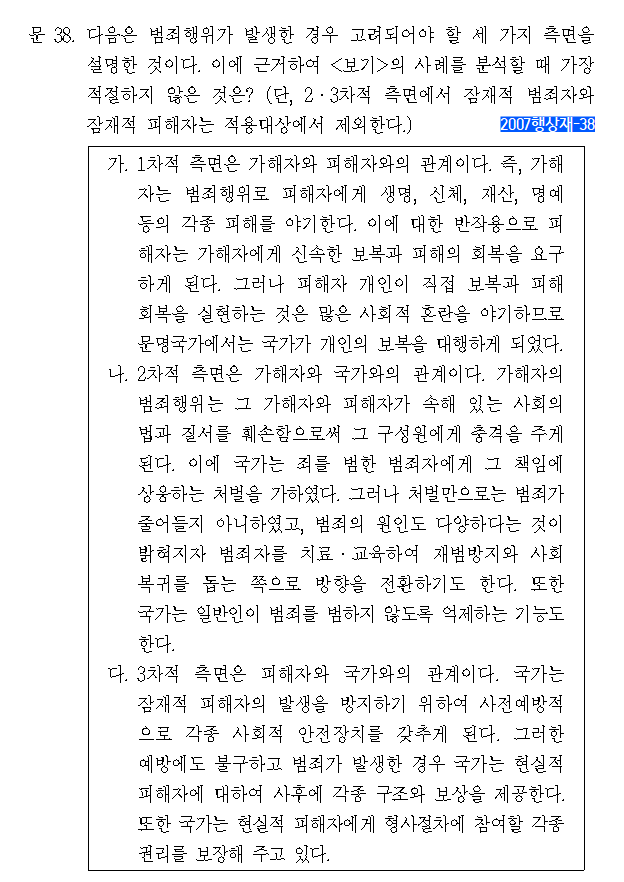 문 38. 다음은 범죄행위가 발생한 경우 고려되어야 할 세 가지 측면을
설명한 것이다. 이에 근거하여 <보기>의 사례를 분석할 때 가장
적절하지 않은 것은? (단, 2·3차적 측면에서 잠재적 범죄자와
잠재적 피해자는 적용대상에서 제외한다.) 2007행상재-38
가. 1차적 측면은 가해자와 피해자와의 관계이다. 즉, 가해
자는 범죄행위로 피해자에게 생명, 신체, 재산, 명예
등의 각종 피해를 야기한다. 이에 대한 반작용으로 피
해자는 가해자에게 신속한 보복과 피해의 회복을 요구
하게 된다. 그러나 피해자 개인이 직접 보복과 피해
회복을 실현하는 것은 많은 사회적 혼란을 야기하므로
문명국가에서는 국가가 개인의 보복을 대행하게 되었다.
나. 2차적 측면은 가해자와 국가와의 관계이다. 가해자의
범죄행위는 그 가해자와 피해자가 속해 있는 사회의
법과 질서를 훼손함으로써 그 구성원에게 충격을 주게
된다. 이에 국가는 죄를 범한 범죄자에게 그 책임에
상응하는 처벌을 가하였다. 그러나 처벌만으로는 범죄가
줄어들지 아니하였고, 범죄의 원인도 다양하다는 것이
밝혀지자 범죄자를 치료·교육하여 재범방지와 사회
복귀를 돕는 쪽으로 방향을 전환하기도 한다. 또한
국가는 일반인이 범죄를 범하지 않도록 억제하는 기능도
한다.
다. 3차적 측면은 피해자와 국가와의 관계이다. 국가는
잠재적 피해자의 발생을 방지하기 위하여 사전예방적
으로 각종 사회적 안전장치를 갖추게 된다. 그러한
예방에도 불구하고 범죄가 발생한 경우 국가는 현실적
피해자에 대하여 사후에 각종 구조와 보상을 제공한다.
또한 국가는 현실적 피해자에게 형사절차에 참여할 각종
권리를 보장해 주고 있다.